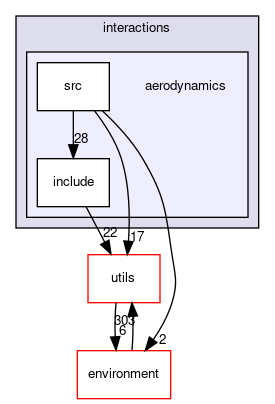 interactions
src
aerodynamics
28
include
22
17
utils
303
6
2
environment